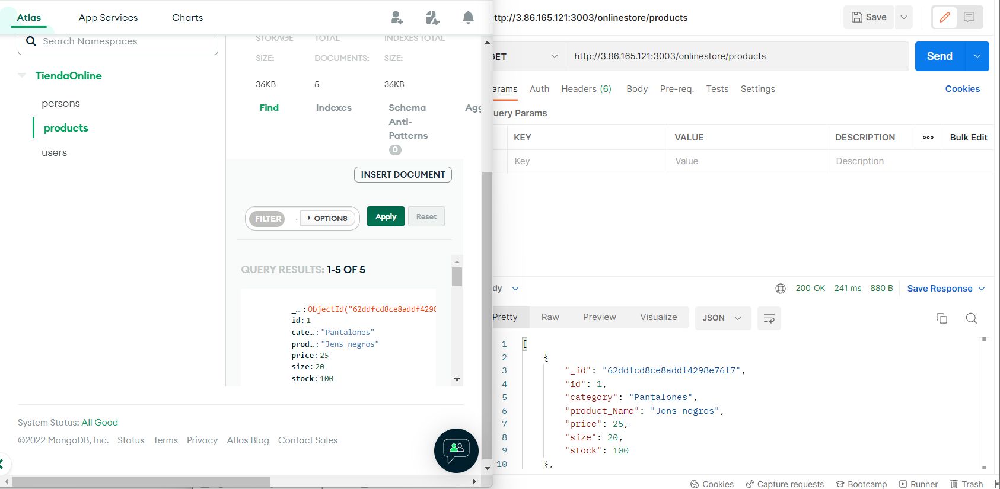 Atlas App Services Charts
Search Namespaces
TiendaOnline
persons
products
users
STORAGE SIZE: TOTAL DOCUMENTS: INDEXES TOTAL SIZE:
36KB 5 36KB
Find Indexes Schema Anti-Patterns 0 Agg
INSERT DOCUMENT
FILTER OPTIONS Apply Reset
QUERY RESULTS: 1-5 OF 5
_… : ObjectId("62ddfcd8ce8addf4298
id: 1
cate… : "Pantalones"
prod… : "Jens negros"
price: 25
size: 20
stock: 100
System Status: All Good
©2022 MongoDB, Inc. Status Terms Privacy Atlas Blog Contact Sales
ttp://3.86.165.121:3003/onlinestore/products Save
GET http://3.86.165.121:3003/onlinestore/products Send
arams Auth Headers (6) Body Pre-req. Tests Settings Cookies
uery Params
KEY VALUE DESCRIPTION ooo Bulk Edit
Key Value Description
dy 200 OK 241 ms 880 B Save Response
Pretty Raw Preview Visualize JSON
1 [
2 {
3 "_id": "62ddfcd8ce8addf4298e76f7",
4 "id": 1,
5 "category": "Pantalones",
6 "product_Name": "Jens negros",
7 "price": 25,
8 "size": 20,
9 "stock": 100
10 },
Cookies Capture requests Bootcamp Runner Trash